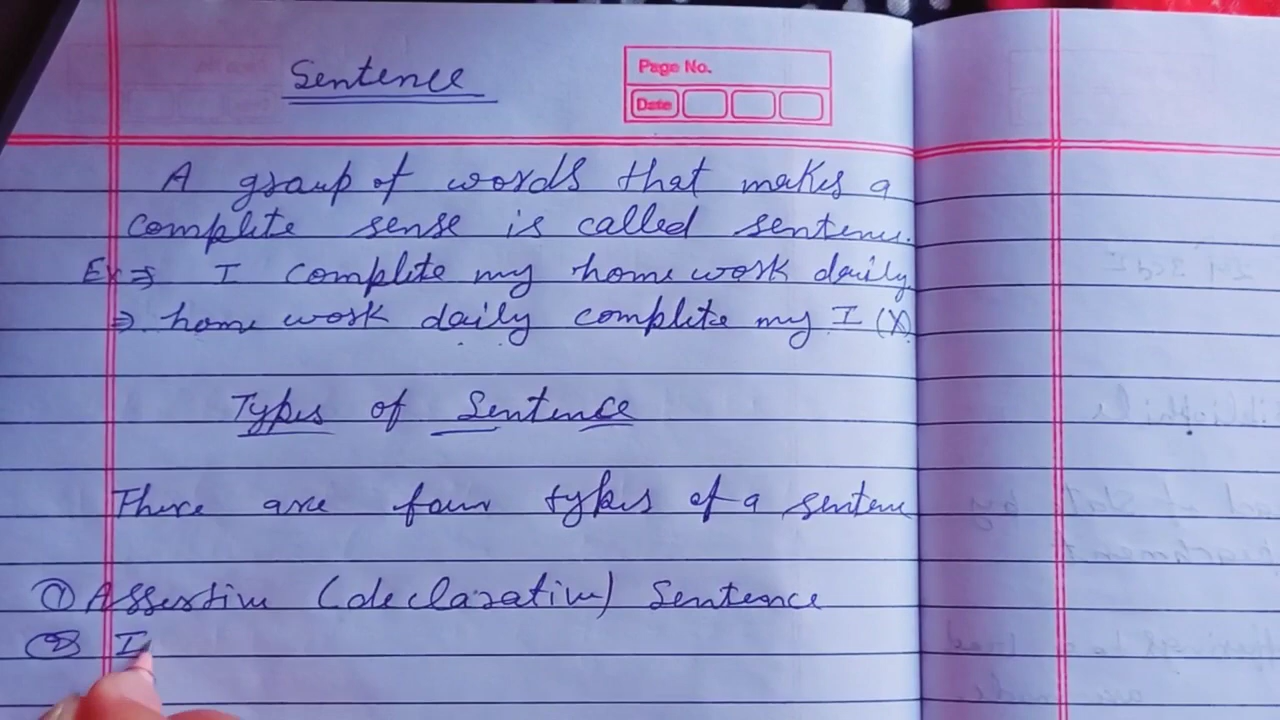 Sentence
Page No.
Date
A group of words that makes a
complete sense is called sentence.
Ex ⇒ I complete my home work daily.
⇒ home work daily complete my I (X)
Types of Sentence
There are four types of a sentence
① Assertive (declarative) Sentence
② I